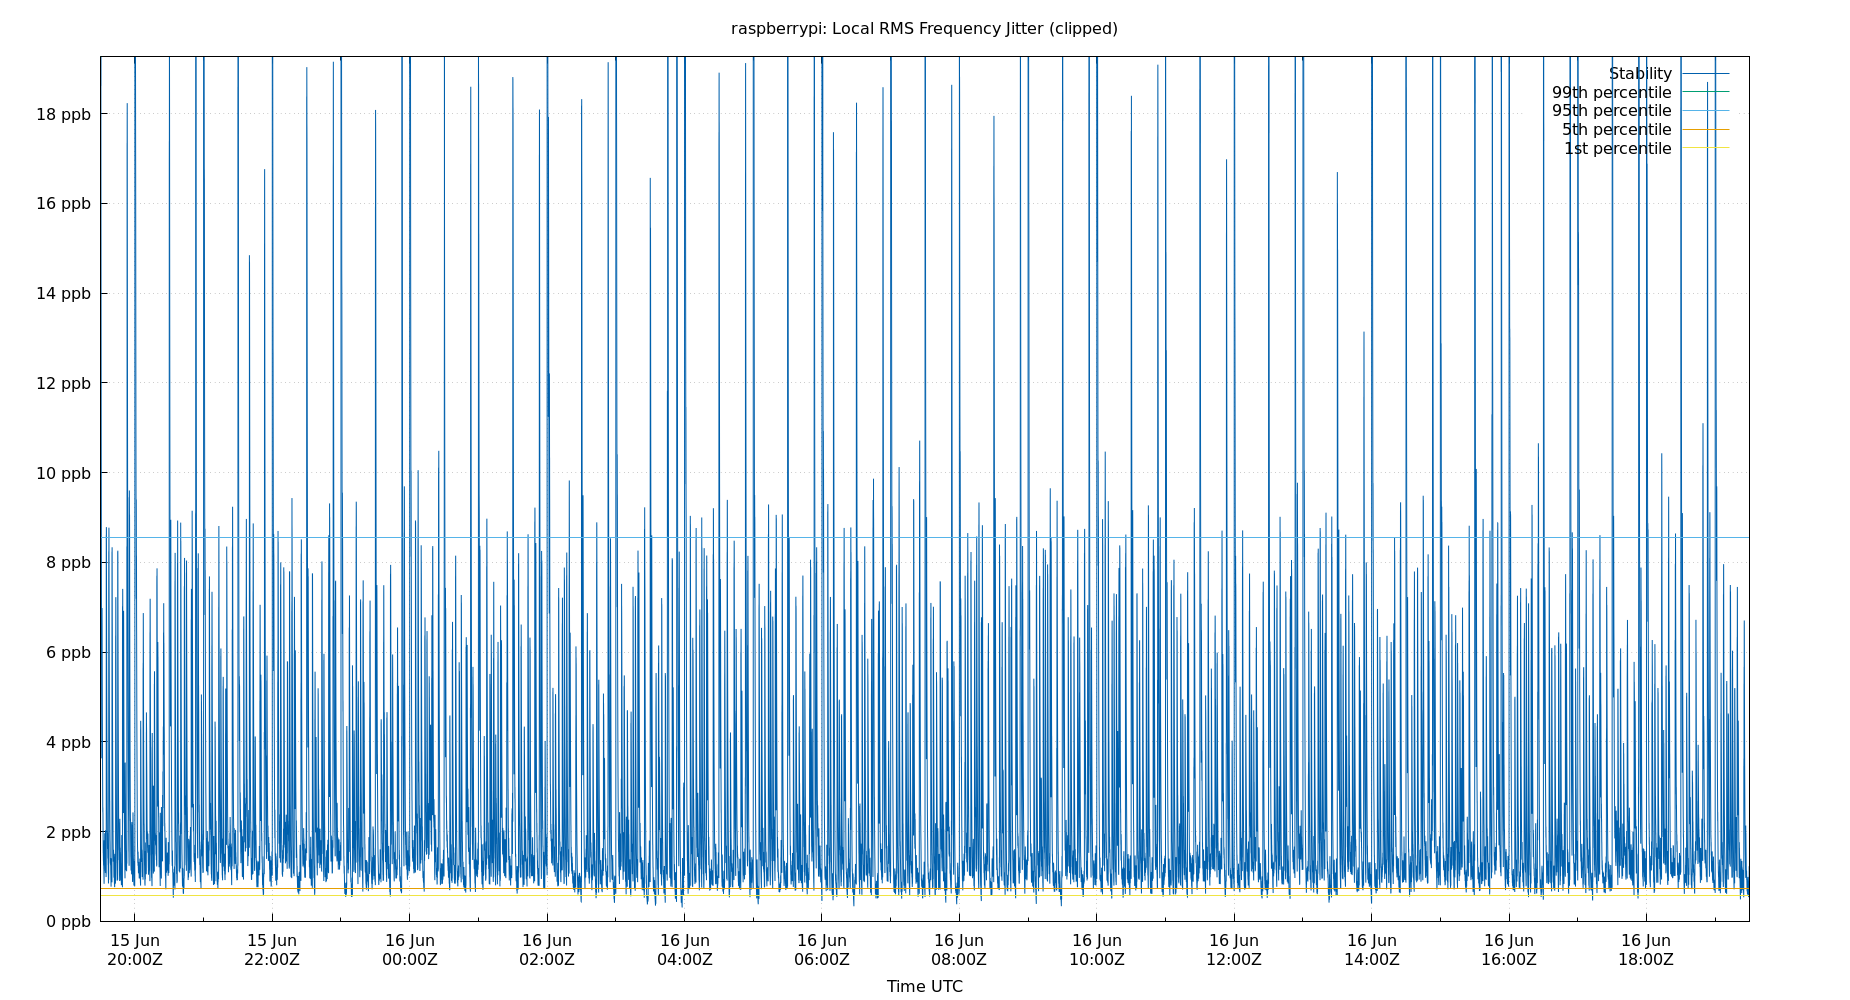 raspberrypi: Local RMS Frequency Jitter (clipped)
Stability
99th percentile
95th percentile
5th percentile
1st percentile
18 ppb
16 ppb
14 ppb
12 ppb
10 ppb
8 ppb
6 ppb
4 ppb
2 ppb
0 ppb
15 Jun 15 Jun 16 Jun 16 Jun 16 Jun 16 Jun 16 Jun 16 Jun 16 Jun 16 Jun 16 Jun 16 Jun
20:00Z 22:00Z 00:00Z 02:00Z 04:00Z 06:00Z 08:00Z 10:00Z 12:00Z 14:00Z 16:00Z 18:00Z
Time UTC